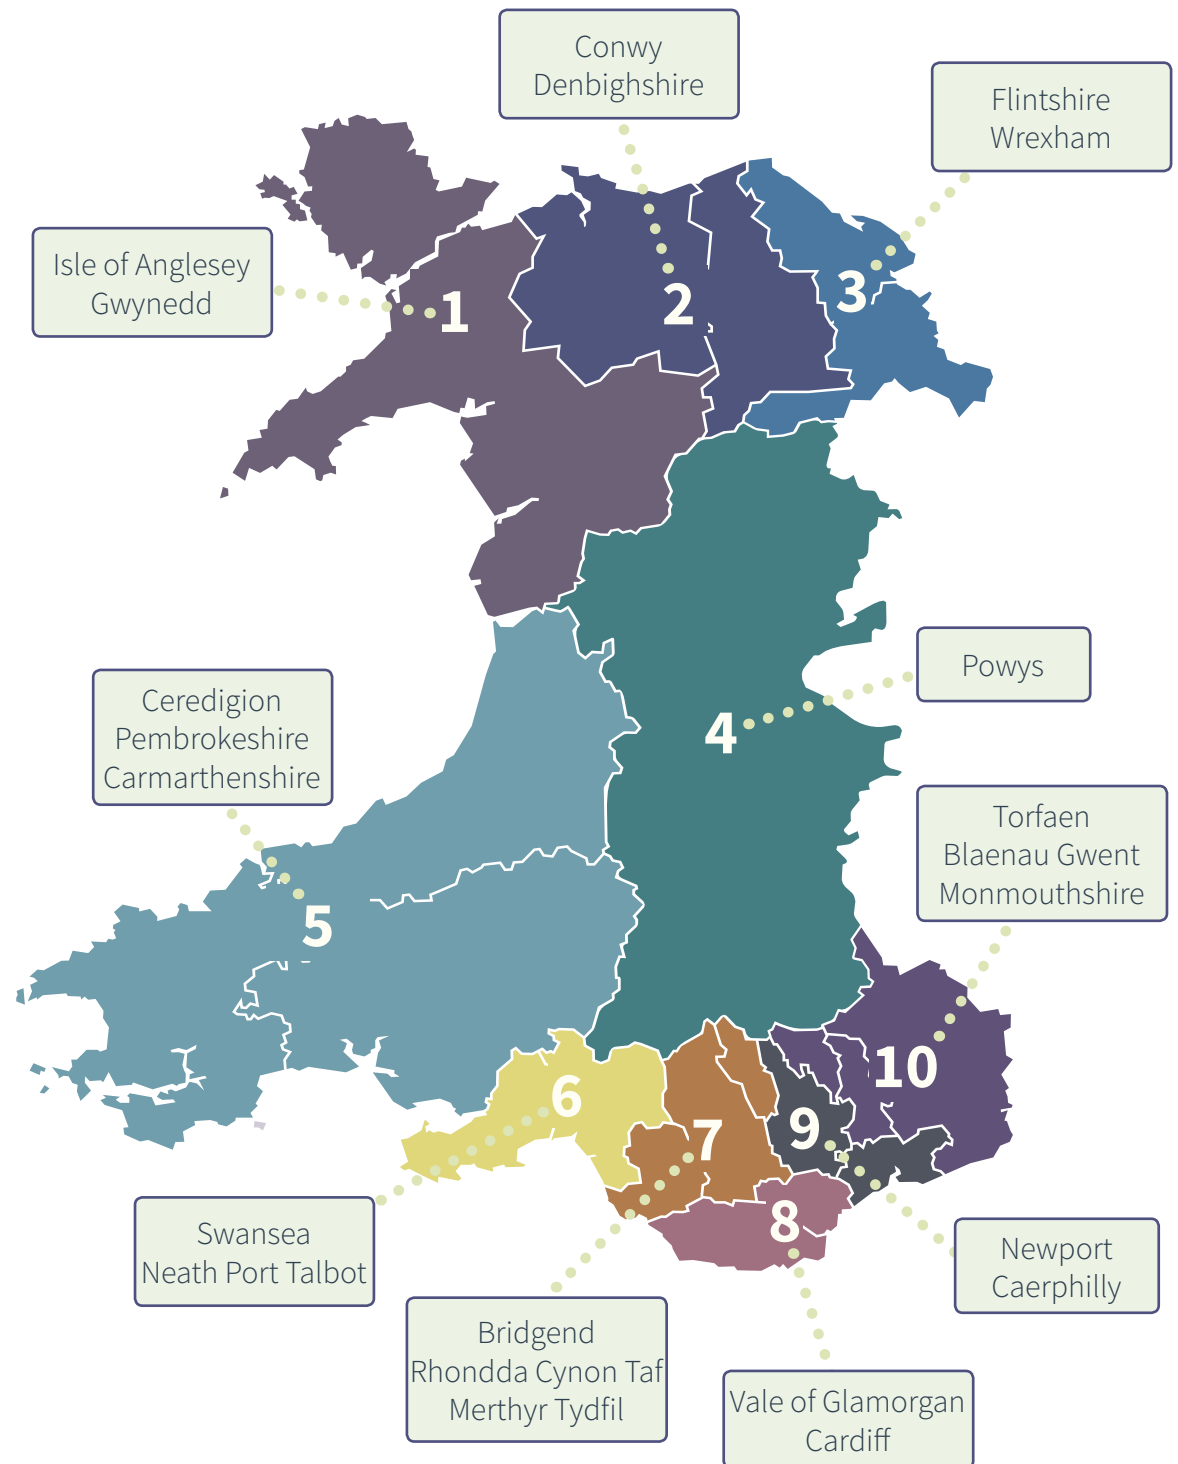 Conwy
Denbighshire
Flintshire
Wrexham
Isle of Anglesey
Gwynedd
1
2
3
Powys
4
Ceredigion
Pembrokeshire
Carmarthenshire
5
Torfaen
Blaenau Gwent
Monmouthshire
10
6
7
9
8
Swansea
Neath Port Talbot
Newport
Caerphilly
Bridgend
Rhondda Cynon Taf
Merthyr Tydfil
Vale of Glamorgan
Cardiff